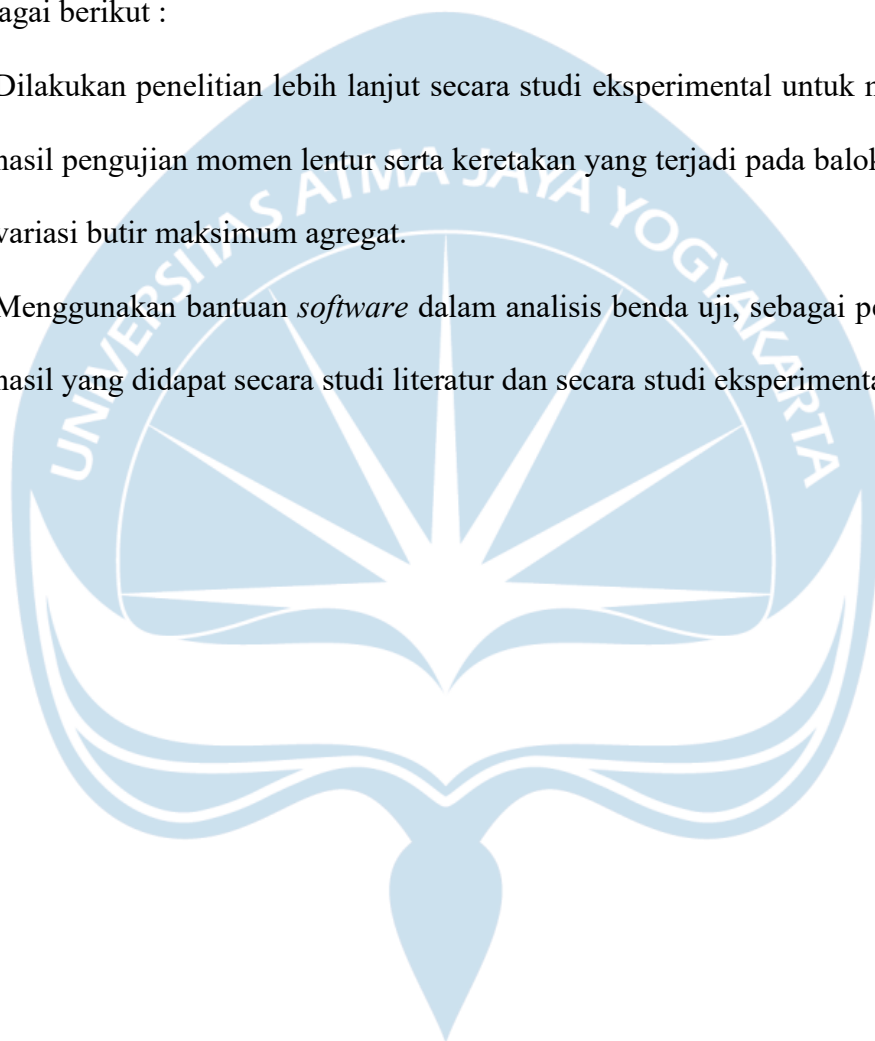 agai berikut :
Dilakukan penelitian lebih lanjut secara studi eksperimental untuk
hasil pengujian momen lentur serta keretakan yang terjadi pada balok
variasi butir maksimum agregat.
Menggunakan bantuan software dalam analisis benda uji, sebagai
hasil yang didapat secara studi literatur dan secara studi eksperimenta
UNIVERSITAS ATMA JAYA YOGYAKARTA